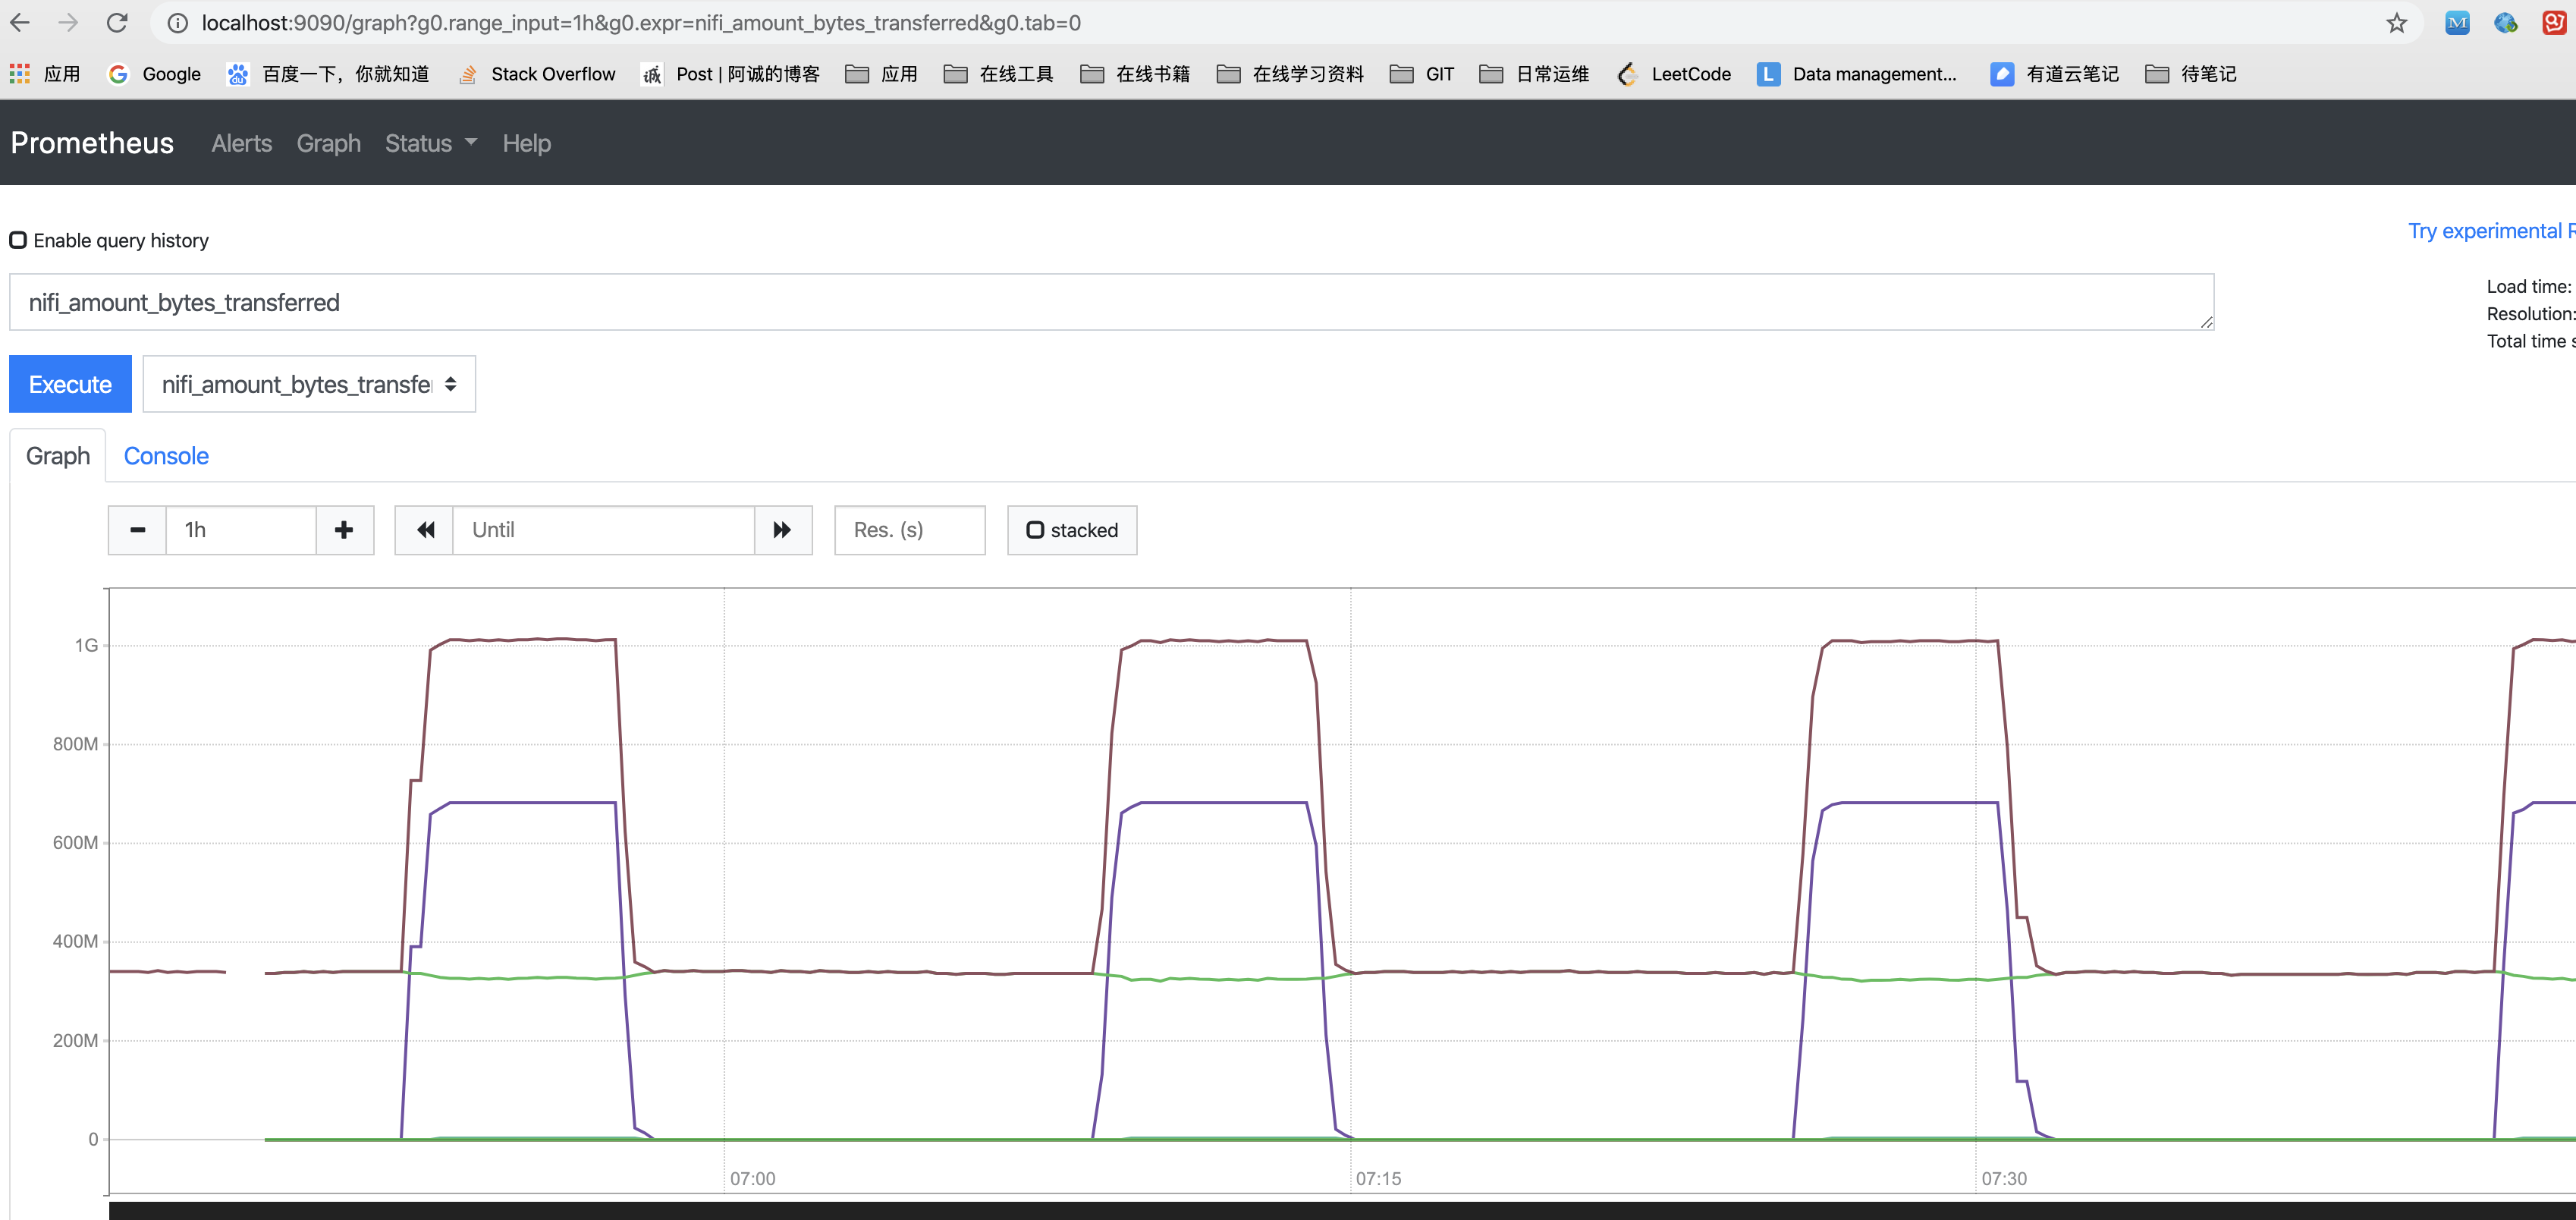 localhost:9090/graph?g0.range_input=1h&g0.expr=nifi_amount_bytes_transferred&g0.tab=0
应用 Google 百度一下，你就知道 Stack Overflow Post | 阿诚的博客 应用 在线工具 在线书籍 在线学习资料 GIT 日常运维 LeetCode Data management... 有道云笔记 待笔记
Prometheus Alerts Graph Status Help
Enable query history
Try experimental R
nifi_amount_bytes_transferred
Load time:
Resolution:
Total time s
Execute nifi_amount_bytes_transfe
Graph Console
1h Until Res. (s) stacked
1G
800M
600M
400M
200M
0
07:00 07:15 07:30